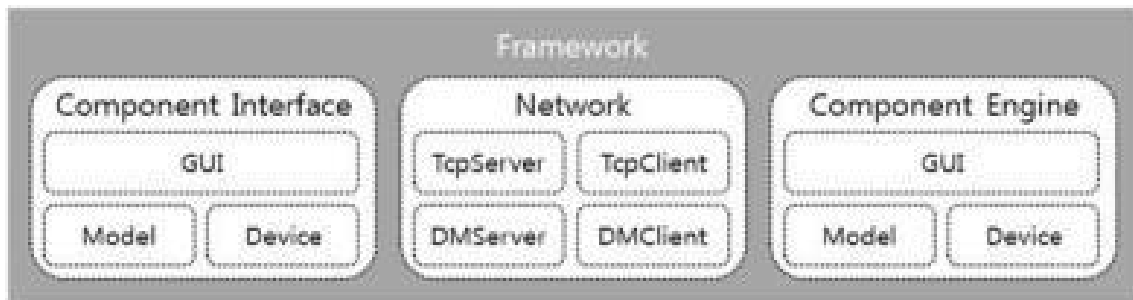 Framework
Component Interface
GUI
Model
Device
Network
TcpServer
TcpClient
DMServer
DMClient
Component Engine
GUI
Model
Device